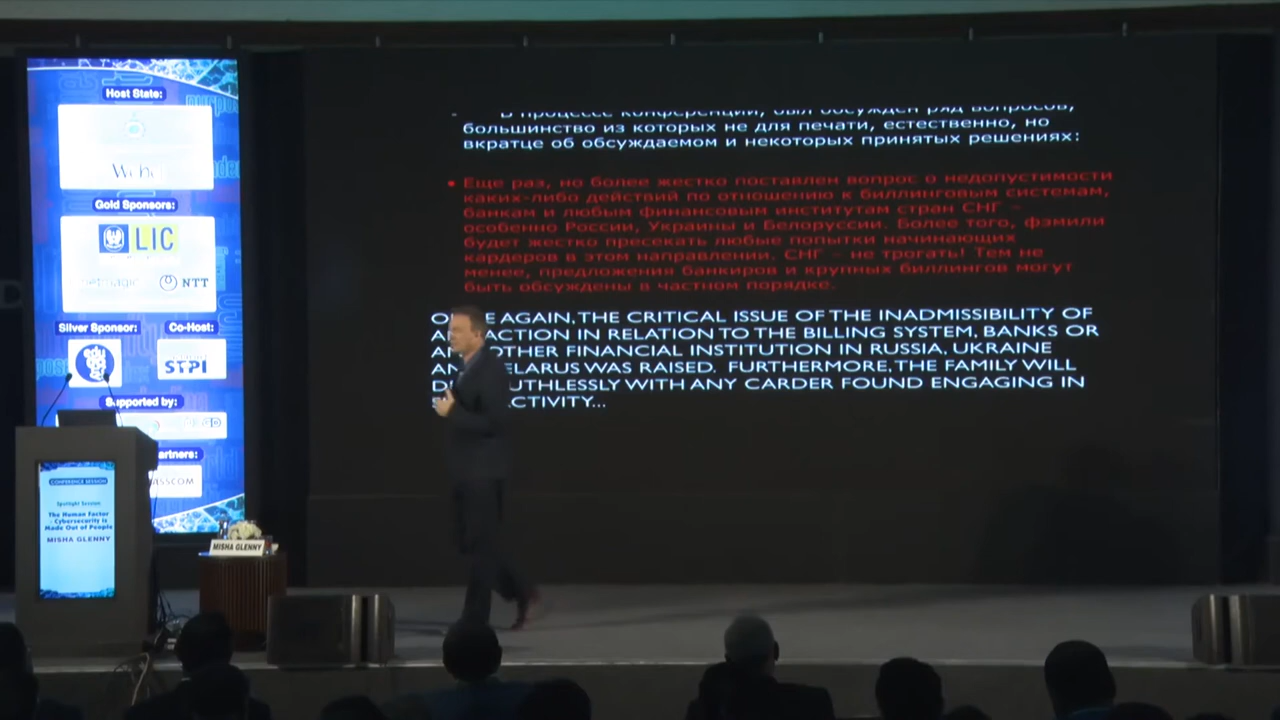 Host State:
Gold Sponsors:
LIC
netmagic NTT
Silver Sponsor: Co-Host:
STPI
Supported by:
CONFERENCE SESSION
Spotlight Session:
The Human Factor
- Cybersecurity is
Made Out of People
MISHA GLENNY
MISHA GLENNY
- В процессе конференции, был обсужден ряд вопросов,
большинство из которых не для печати, естественно, но
вкратце об обсуждаемом и некоторых принятых решениях:
• Еще раз, но более жестко поставлен вопрос о недопустимости
каких-либо действий по отношению к биллинговым системам,
банкам и любым финансовым институтам стран СНГ –
особенно России, Украины и Белоруссии. Более того, фэмили
будет жестко пресекать любые попытки начинающих
кардеров в этом направлении. СНГ – не трогать! Тем не
менее, предложения банкиров и крупных биллингов могут
быть обсуждены в частном порядке.
AGAIN, THE CRITICAL ISSUE OF THE INADMISSIBILITY OF
IN RELATION TO THE BILLING SYSTEM, BANKS OR
OTHER FINANCIAL INSTITUTION IN RUSSIA, UKRAINE
WAS RAISED. FURTHERMORE, THE FAMILY WILL
WITH ANY CARDER FOUND ENGAGING IN